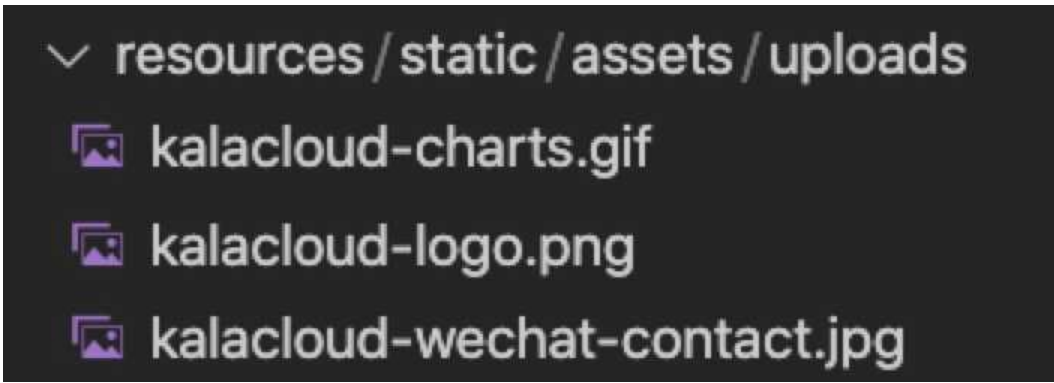 resources/static/assets/uploads
kalacloud-charts.gif
kalacloud-logo.png
kalacloud-wechat-contact.jpg